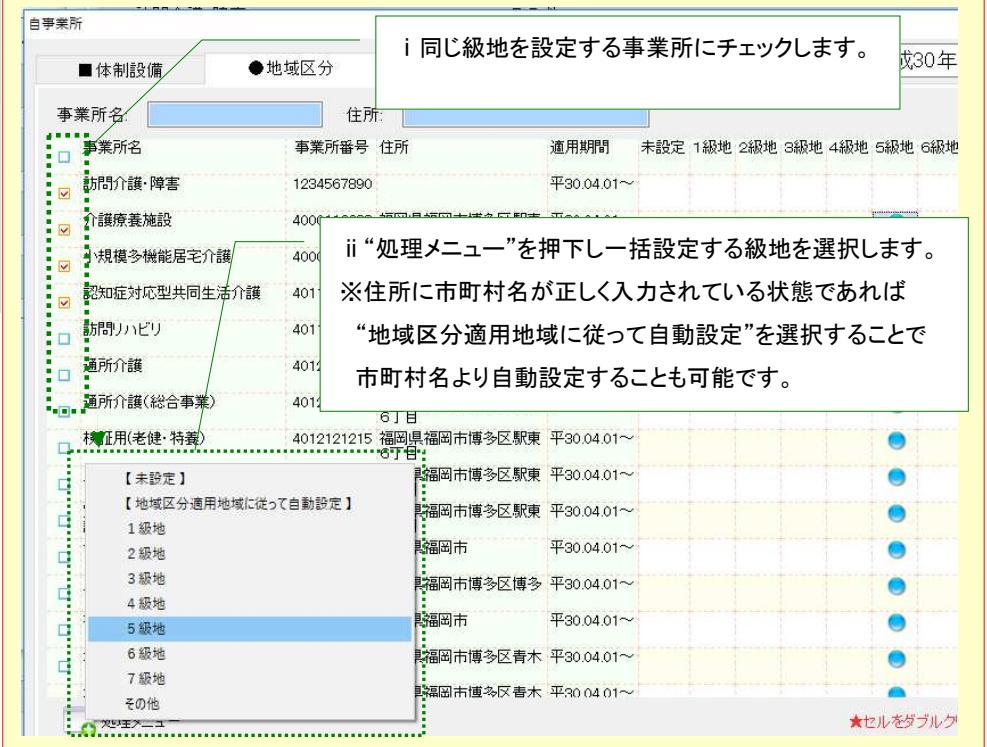 自事業所
ⅰ同じ級地を設定する事業所にチェックします。
■体制設備 ●地域区分 成30年
事業所名: 住所:
事業所名 事業所番号 住所 適用期間 未設定 1級地 2級地 3級地 4級地 5級地 6級地
訪問介護・障害 1234567890 平30.04.01～
介護療養施設
ⅱ“処理メニュー”を押下し一括設定する級地を選択します。
小規模多機能居宅介護
※住所に市町村名が正しく入力されている状態であれば
認知症対応型共同生活介護
訪問リハビリ
“地域区分適用地域に従って自動設定”を選択することで
通所介護
市町村名より自動設定することも可能です。
通所介護(総合事業)
6丁目
検証用(老健・特養) 4012121215 福岡県福岡市博多区駅東 平30.04.01～
6丁目
【 未設定 】 県福岡市博多区駅東 平30.04.01～
【 地域区分適用地域に従って自動設定 】
1 級地 県福岡市博多区駅東 平30.04.01～
2 級地 県福岡市 平30.04.01～
3 級地 県福岡市博多区博多 平30.04.01～
4 級地
5 級地 県福岡市 平30.04.01～
6 級地 県福岡市博多区青木 平30.04.01～
7 級地
その他 県福岡市博多区青木 平30.04.01～
処理メニュー ★セルをダブルク